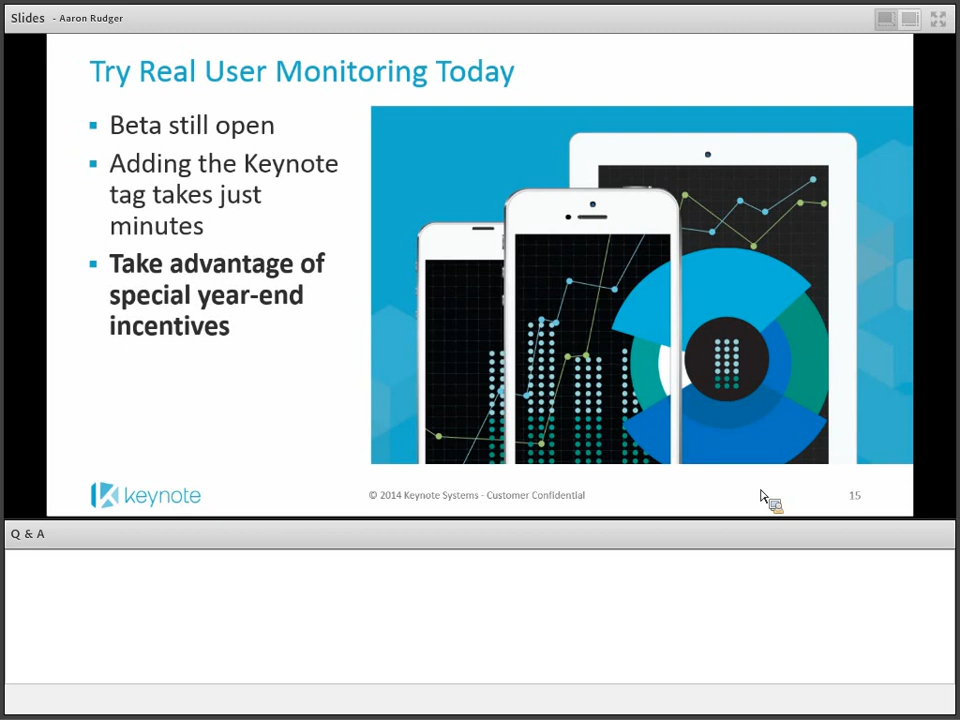 Slides - Aaron Rudger
Try Real User Monitoring Today
▪ Beta still open
▪ Adding the Keynote
tag takes just
minutes
▪ Take advantage of
special year-end
incentives
keynote
© 2014 Keynote Systems - Customer Confidential
15
Q & A